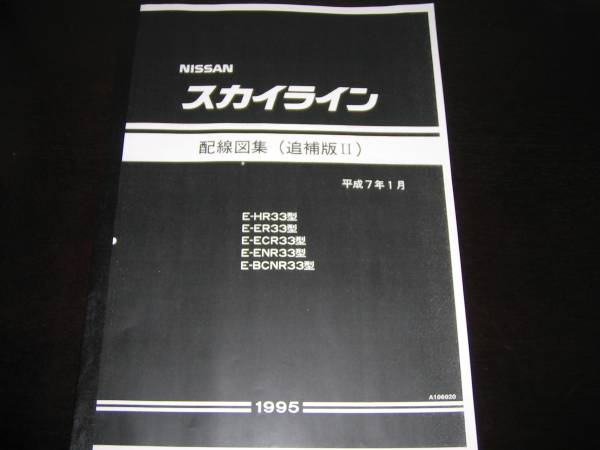 NISSAN
スカイライン
配線図集（追補版II）
平成7年1月
E-HR33型
E-ER33型
E-ECR33型
E-ENR33型
E-BCNR33型
A106020
1995